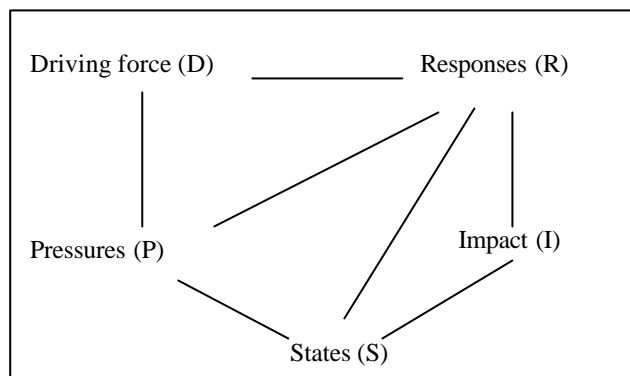 Driving force (D)
Responses (R)
Pressures (P)
Impact (I)
States (S)